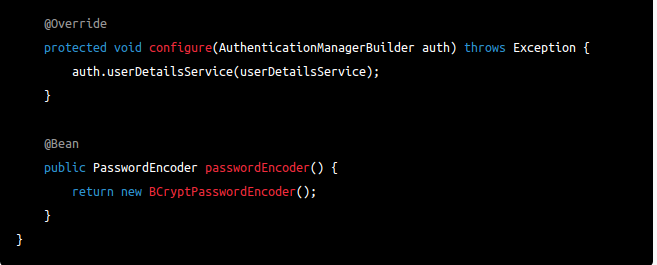 @Override
protected void configure(AuthenticationManagerBuilder auth) throws Exception {
auth.userDetailsService(userDetailsService);
}
@Bean
public PasswordEncoder passwordEncoder() {
return new BCryptPasswordEncoder();
}
}